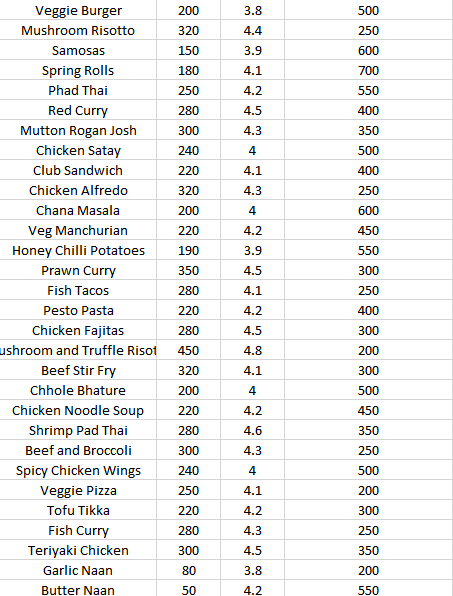 Veggie Burger 200 3.8 500
Mushroom Risotto 320 4.4 250
Samosas 150 3.9 600
Spring Rolls 180 4.1 700
Phad Thai 250 4.2 550
Red Curry 280 4.5 400
Mutton Rogan Josh 300 4.3 350
Chicken Satay 240 4 500
Club Sandwich 220 4.1 400
Chicken Alfredo 320 4.3 250
Chana Masala 200 4 600
Veg Manchurian 220 4.2 450
Honey Chilli Potatoes 190 3.9 550
Prawn Curry 350 4.5 300
Fish Tacos 280 4.1 250
Pesto Pasta 220 4.2 400
Chicken Fajitas 280 4.5 300
ushroom and Truffle Risot 450 4.8 200
Beef Stir Fry 320 4.1 300
Chhole Bhature 200 4 500
Chicken Noodle Soup 220 4.2 450
Shrimp Pad Thai 280 4.6 350
Beef and Broccoli 300 4.3 250
Spicy Chicken Wings 240 4 500
Veggie Pizza 250 4.1 200
Tofu Tikka 220 4.2 300
Fish Curry 280 4.3 250
Teriyaki Chicken 300 4.5 350
Garlic Naan 80 3.8 200
Butter Naan 50 4.2 550